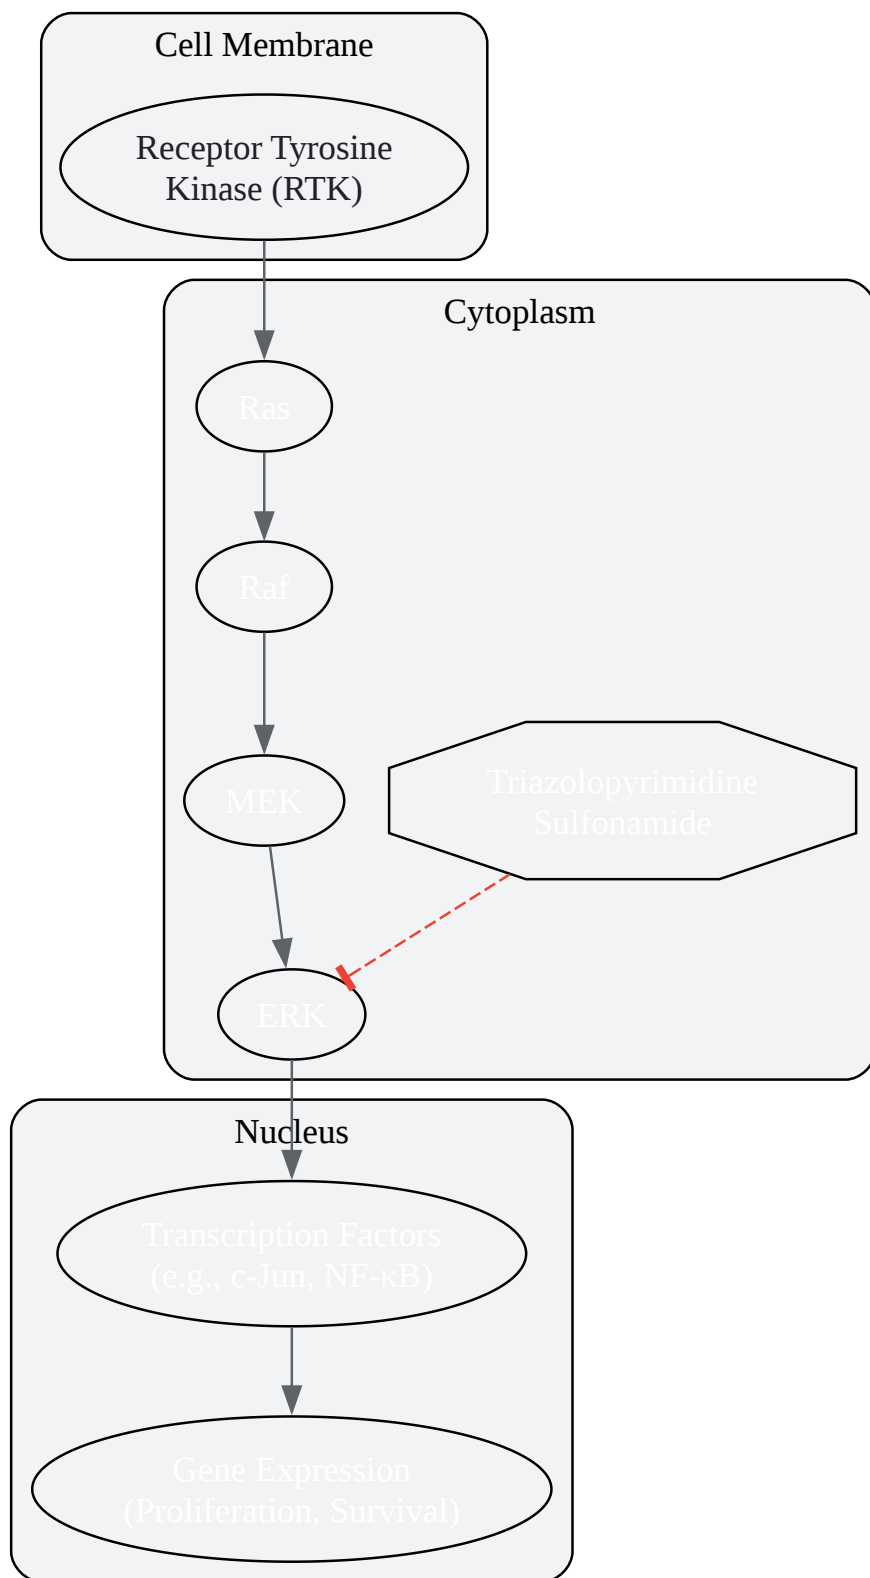 Cell Membrane
Receptor Tyrosine
Kinase (RTK)
Cytoplasm
Ras
Raf
MEK
Triazolopyrimidine
Sulfonamide
ERK
Nucleus
Transcription Factors
(e.g., c-Jun, NF-κB)
Gene Expression
(Proliferation, Survival)